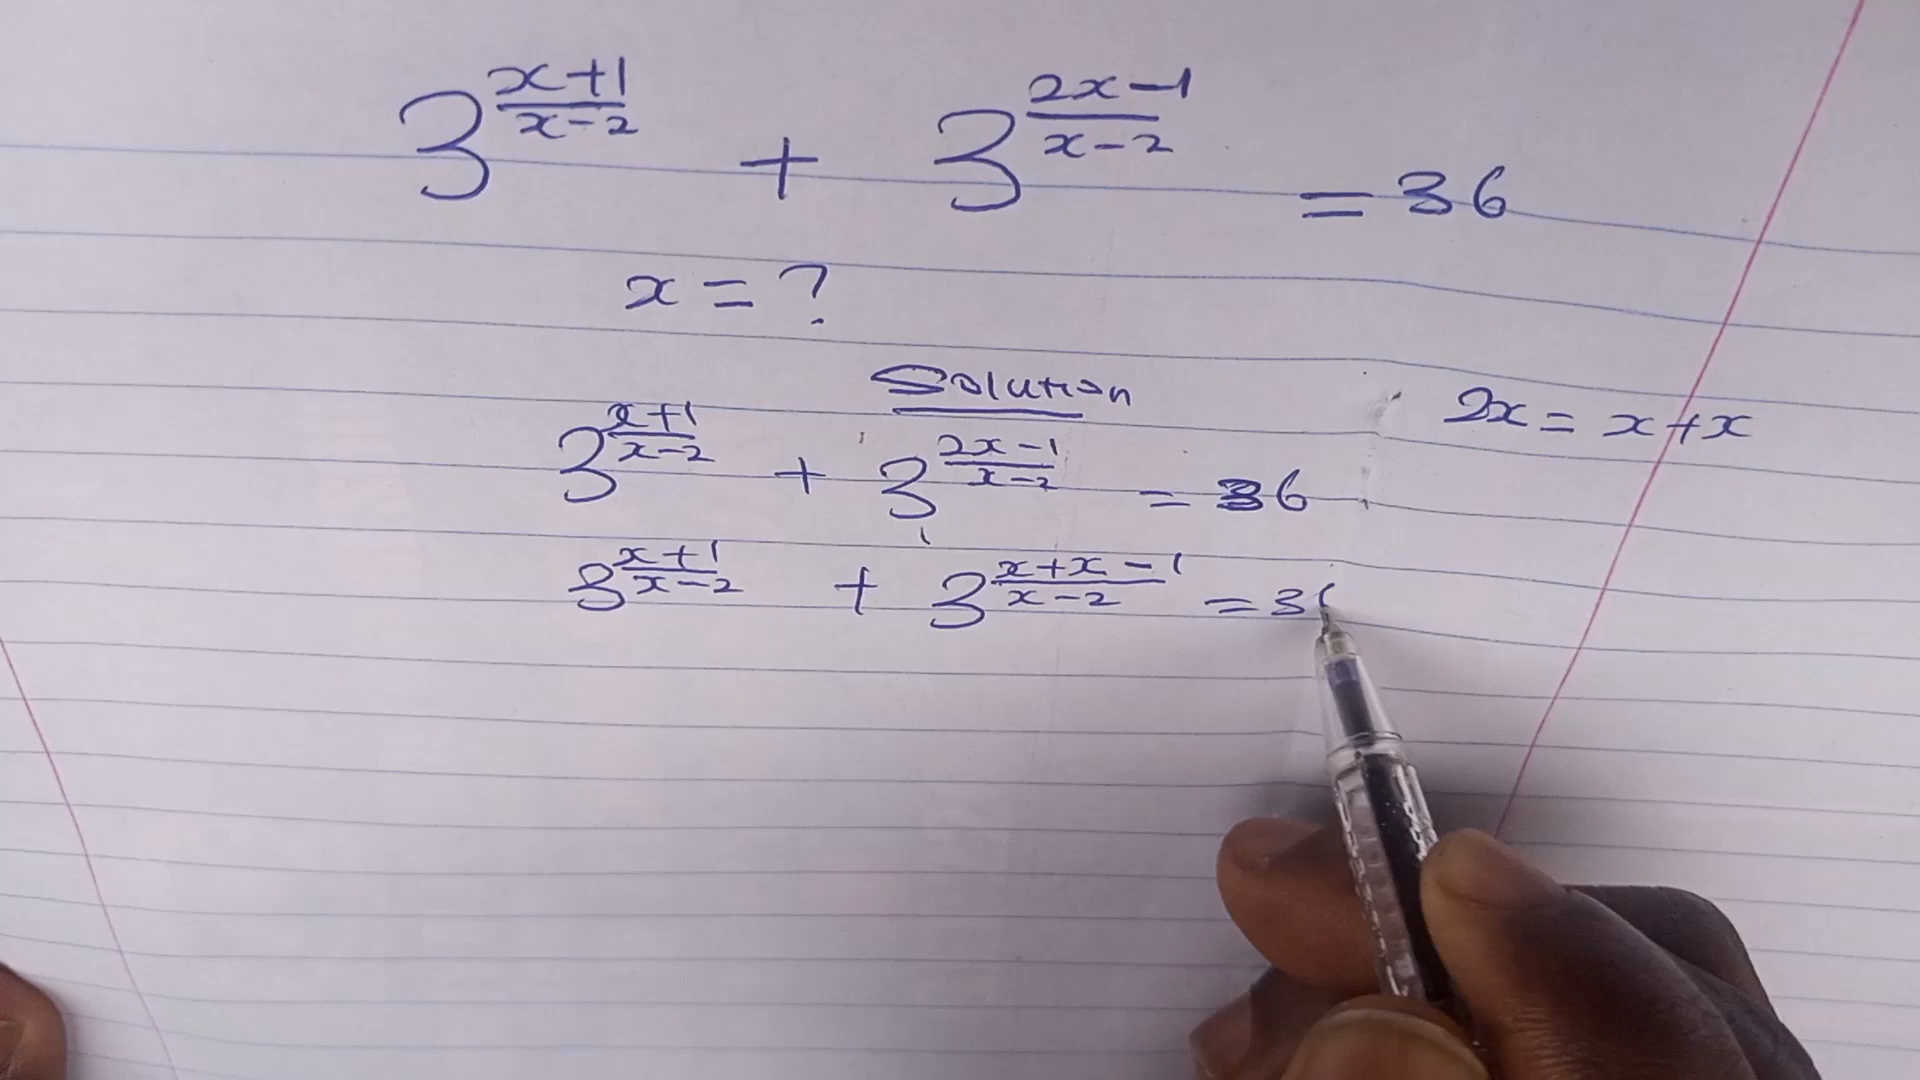 3^((x+1)/(x-2)) + 3^((2x-1)/(x-2)) = 36
x = ?
Solution
3^((x+1)/(x-2)) + 3^((2x-1)/(x-2)) = 36
2x = x+x
3^((x+1)/(x-2)) + 3^((x+x-1)/(x-2)) = 36